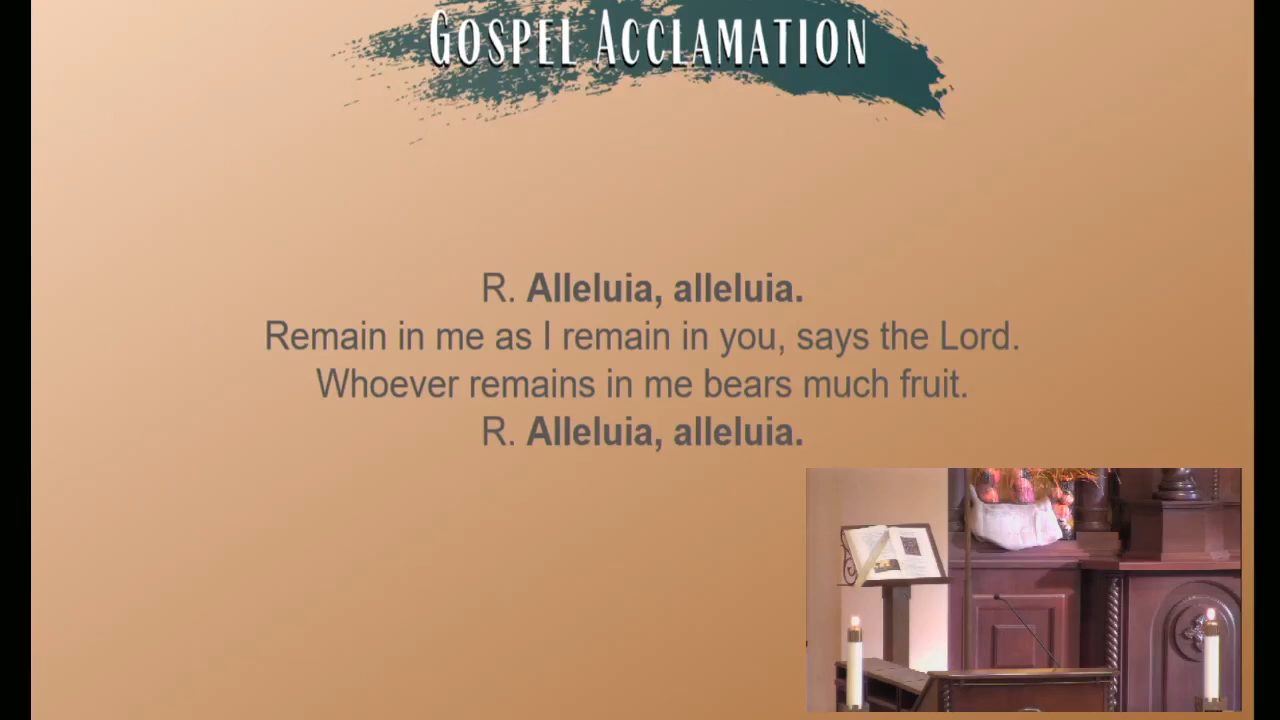 GOSPEL ACCLAMATION
R. Alleluia, alleluia.
Remain in me as I remain in you, says the Lord.
Whoever remains in me bears much fruit.
R. Alleluia, alleluia.